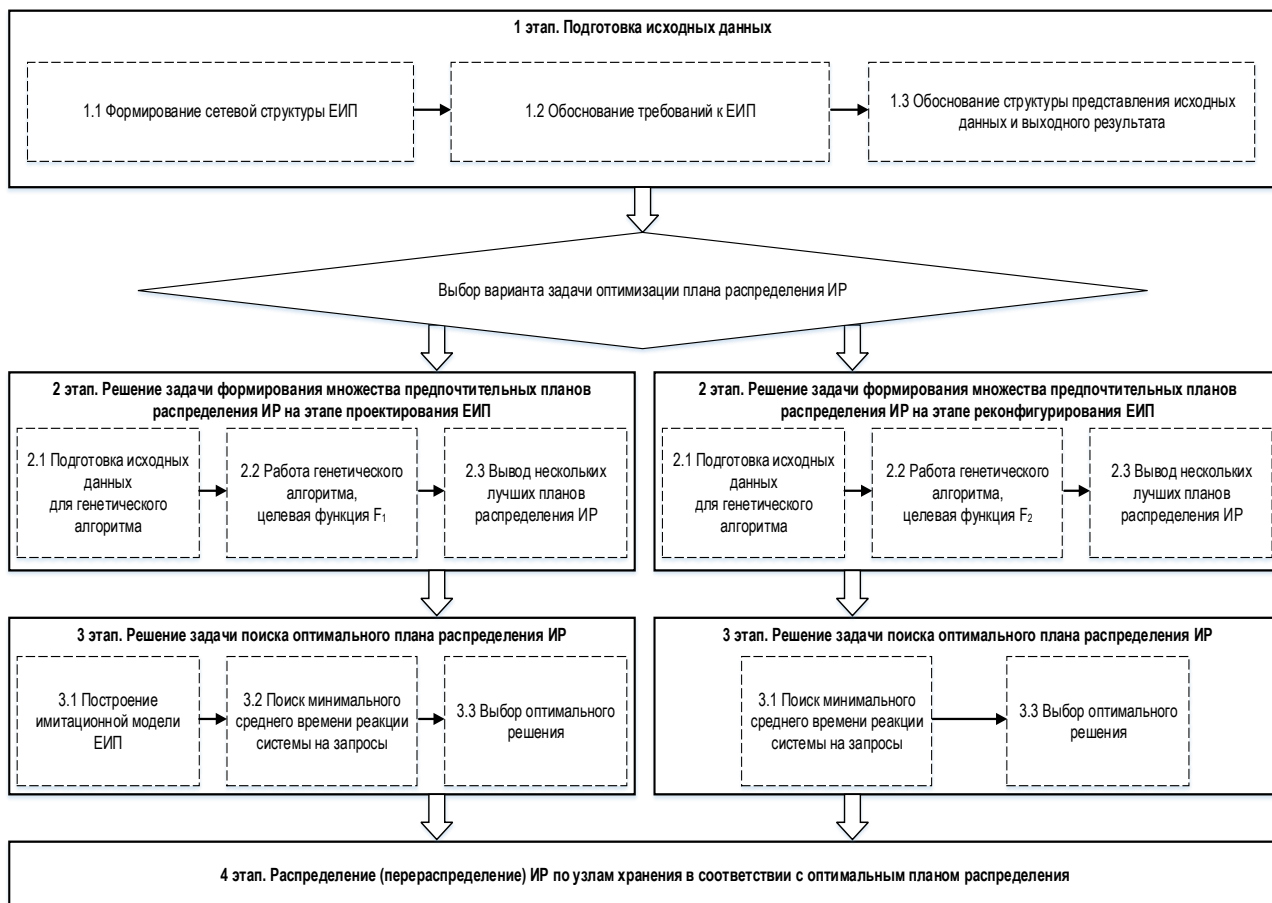 1 этап. Подготовка исходных данных
1.1 Формирование сетевой структуры ЕИП
1.2 Обоснование требований к ЕИП
1.3 Обоснование структуры представления исходных
данных и выходного результата
Выбор варианта задачи оптимизации плана распределения ИР
2 этап. Решение задачи формирования множества предпочтительных планов
распределения ИР на этапе проектирования ЕИП
2.1 Подготовка исходных
данных
для генетического
алгоритма
2.2 Работа генетического
алгоритма,
целевая функция F₁
2.3 Вывод нескольких
лучших планов
распределения ИР
2 этап. Решение задачи формирования множества предпочтительных планов
распределения ИР на этапе реконфигурирования ЕИП
2.1 Подготовка исходных
данных
для генетического
алгоритма
2.2 Работа генетического
алгоритма,
целевая функция F₂
2.3 Вывод нескольких
лучших планов
распределения ИР
3 этап. Решение задачи поиска оптимального плана распределения ИР
3.1 Построение
имитационной модели
ЕИП
3.2 Поиск минимального
среднего времени реакции
системы на запросы
3.3 Выбор оптимального
решения
3 этап. Решение задачи поиска оптимального плана распределения ИР
3.1 Поиск минимального
среднего времени реакции
системы на запросы
3.3 Выбор оптимального
решения
4 этап. Распределение (перераспределение) ИР по узлам хранения в соответствии с оптимальным планом распределения